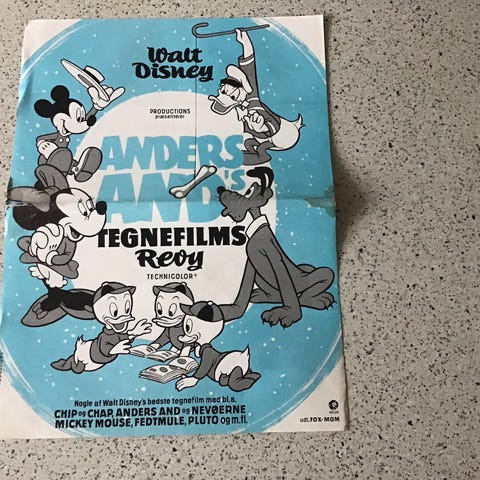 Walt
Disney
PRODUCTIONS
præsenterer
ANDERS
AND'S
TEGNEFILMS
Revy
TECHNICOLOR®
Nogle af Walt Disney's bedste tegnefilm med bl.a.
CHIP og CHAP, ANDERS AND og NEVØERNE
MICKEY MOUSE, FEDTMULE, PLUTO og m.fl.
udl. FOX-MGM